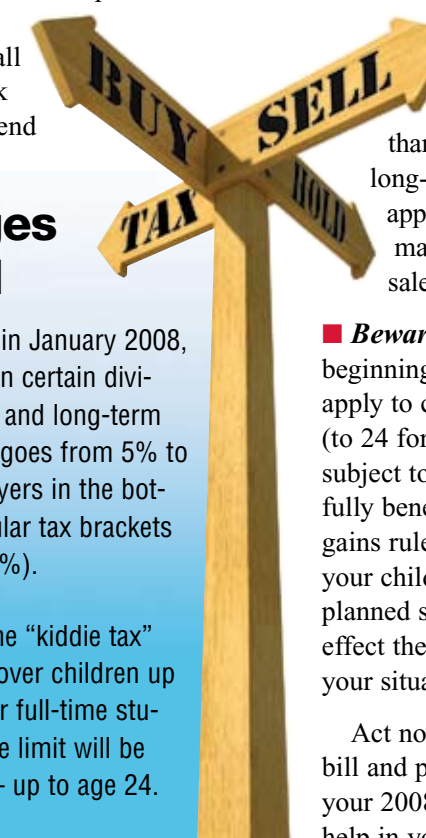 all
end
BUY
SELL
TAX
HOLD
ges
in January 2008,
n certain divi-
and long-term
goes from 5% to
yers in the bot-
ular tax brackets
%).
ne “kiddie tax”
over children up
r full-time stu-
e limit will be
up to age 24.
than
long-
app
ma
sale
■ Bewar
beginning
apply to c
(to 24 for
subject to
fully bene
gains rule
your child
planned s
effect the
your situa
Act no
bill and p
your 2008
help in yo